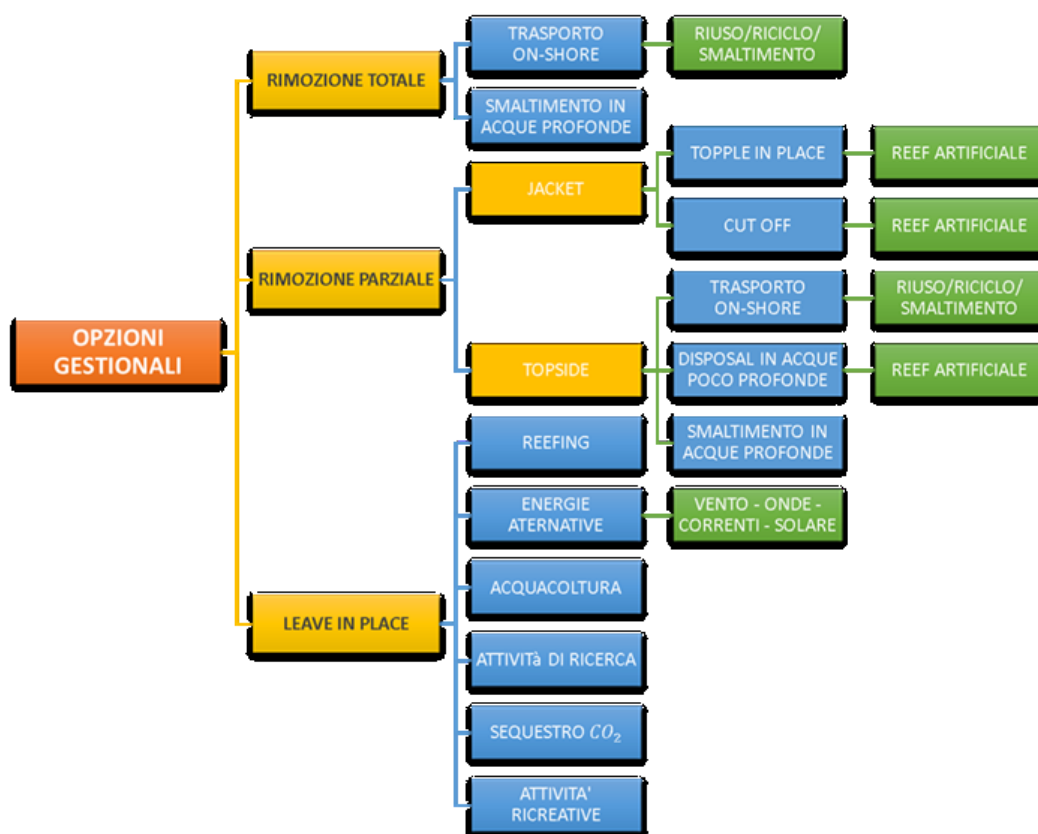 OPZIONI
GESTIONALI
RIMOZIONE TOTALE
TRASPORTO
ON-SHORE
RIUSO/RICICLO/
SMALTIMENTO
SMALTIMENTO IN
ACQUE PROFONDE
RIMOZIONE PARZIALE
JACKET
TOPPLE IN PLACE
REEF ARTIFICIALE
CUT OFF
REEF ARTIFICIALE
TOPSIDE
TRASPORTO
ON-SHORE
RIUSO/RICICLO/
SMALTIMENTO
DISPOSAL IN ACQUE
POCO PROFONDE
REEF ARTIFICIALE
SMALTIMENTO IN
ACQUE PROFONDE
LEAVE IN PLACE
REEFING
ENERGIE
ATERNATIVE
VENTO - ONDE -
CORRENTI - SOLARE
ACQUACOLTURA
ATTIVITà DI RICERCA
SEQUESTRO CO₂
ATTIVITA'
RICREATIVE